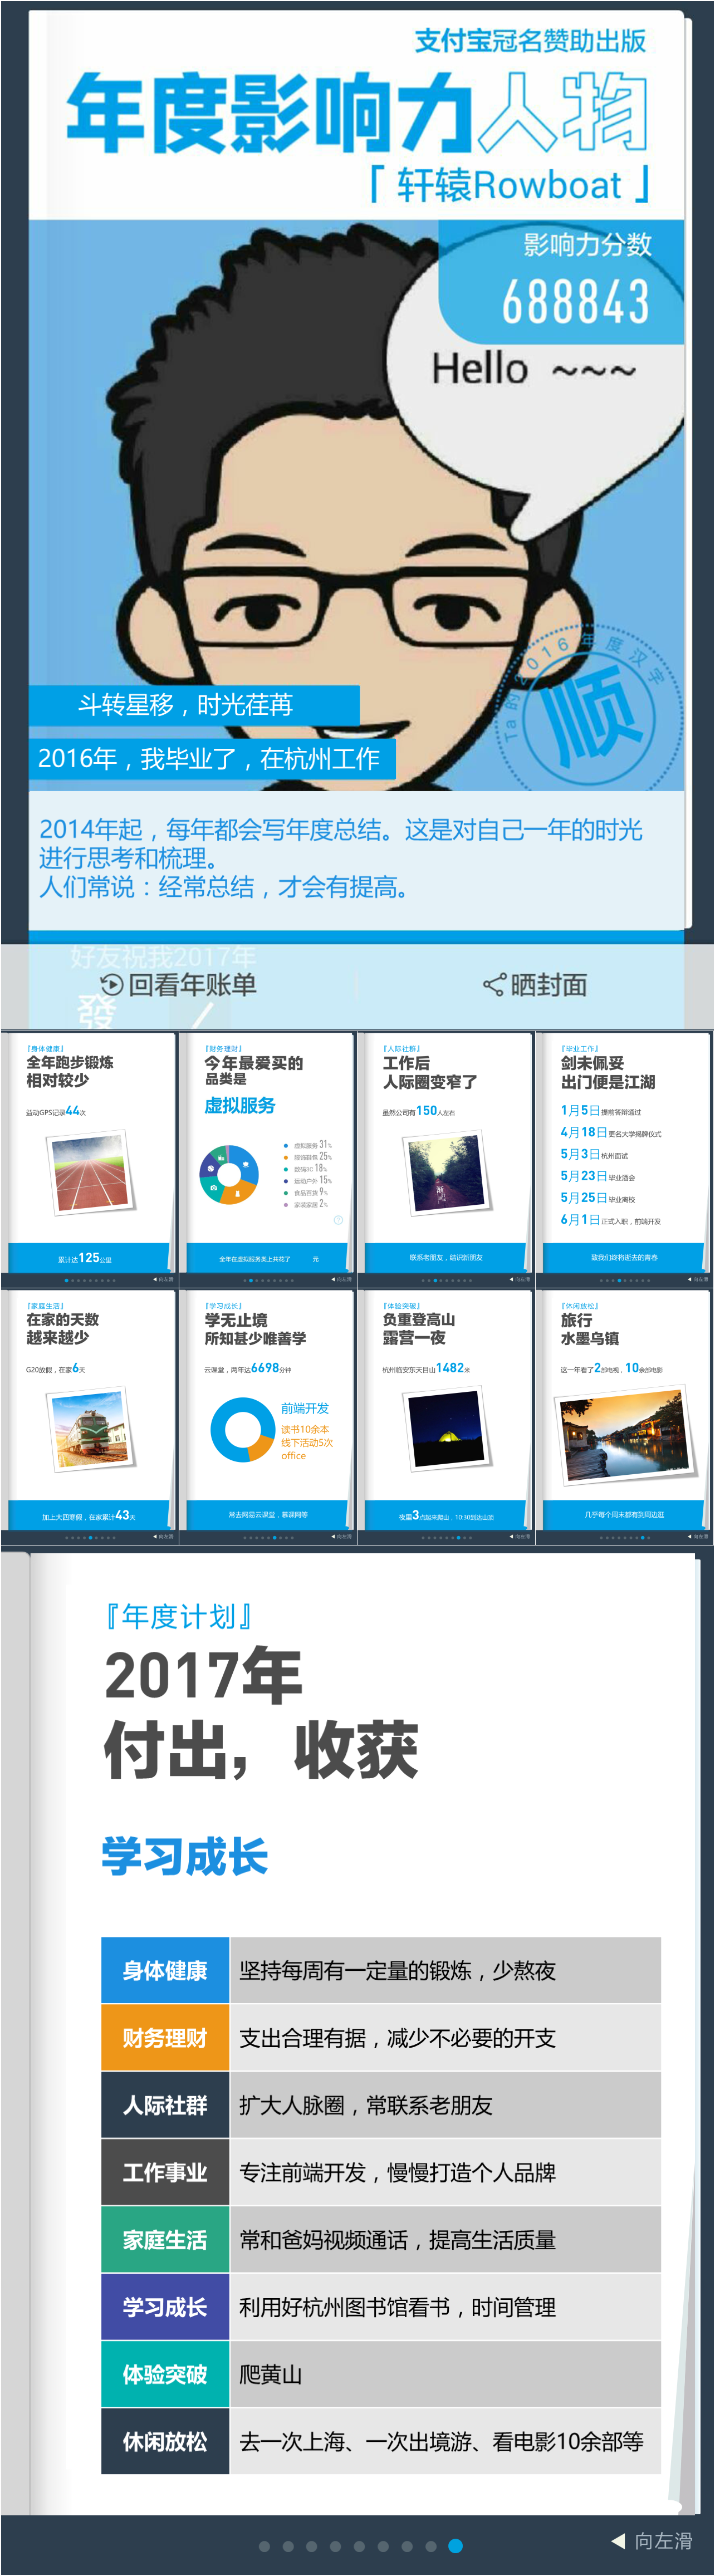 支付宝冠名赞助出版
年度影响力人物
「 轩辕Rowboat 」
影响力分数
688843
Hello ~~~
Ta的2016年度汉字
顺
斗转星移，时光荏苒
2016年，我毕业了，在杭州工作
2014年起，每年都会写年度总结。这是对自己一年的时光
进行思考和梳理。
人们常说：经常总结，才会有提高。
好友祝我2017年
發
回看年账单
晒封面
『身体健康』
全年跑步锻炼
相对较少
益动GPS记录44次
累计达125公里
向左滑
『财务理财』
今年最爱买的
品类是
虚拟服务
虚拟服务 31%
服饰鞋包 25%
数码3C 18%
运动户外 15%
食品百货 9%
家装家居 2%
?
全年在虚拟服务类上共花了 元
向左滑
『人际社群』
工作后
人际圈变窄了
虽然公司有150人左右
联系老朋友，结识新朋友
向左滑
『毕业工作』
剑未佩妥
出门便是江湖
1月5日提前答辩通过
4月18日更名大学揭牌仪式
5月3日杭州面试
5月23日毕业酒会
5月25日毕业离校
6月1日正式入职，前端开发
致我们终将逝去的青春
向左滑
『家庭生活』
在家的天数
越来越少
G20放假，在家6天
加上大四寒假，在家累计43天
向左滑
『学习成长』
学无止境
所知甚少唯善学
云课堂，两年达6698分钟
前端开发
读书10余本
线下活动5次
office
常去网易云课堂，慕课网等
向左滑
『体验突破』
负重登高山
露营一夜
杭州临安东天目山1482米
夜里3点起来爬山，10:30到达山顶
向左滑
『休闲放松』
旅行
水墨乌镇
这一年看了2部电视，10余部电影
几乎每个周末都有到周边逛
向左滑
『年度计划』
2017年
付出，收获
学习成长
身体健康 坚持每周有一定量的锻炼，少熬夜
财务理财 支出合理有据，减少不必要的开支
人际社群 扩大人脉圈，常联系老朋友
工作事业 专注前端开发，慢慢打造个人品牌
家庭生活 常和爸妈视频通话，提高生活质量
学习成长 利用好杭州图书馆看书，时间管理
体验突破 爬黄山
休闲放松 去一次上海、一次出境游、看电影10余部等
向左滑